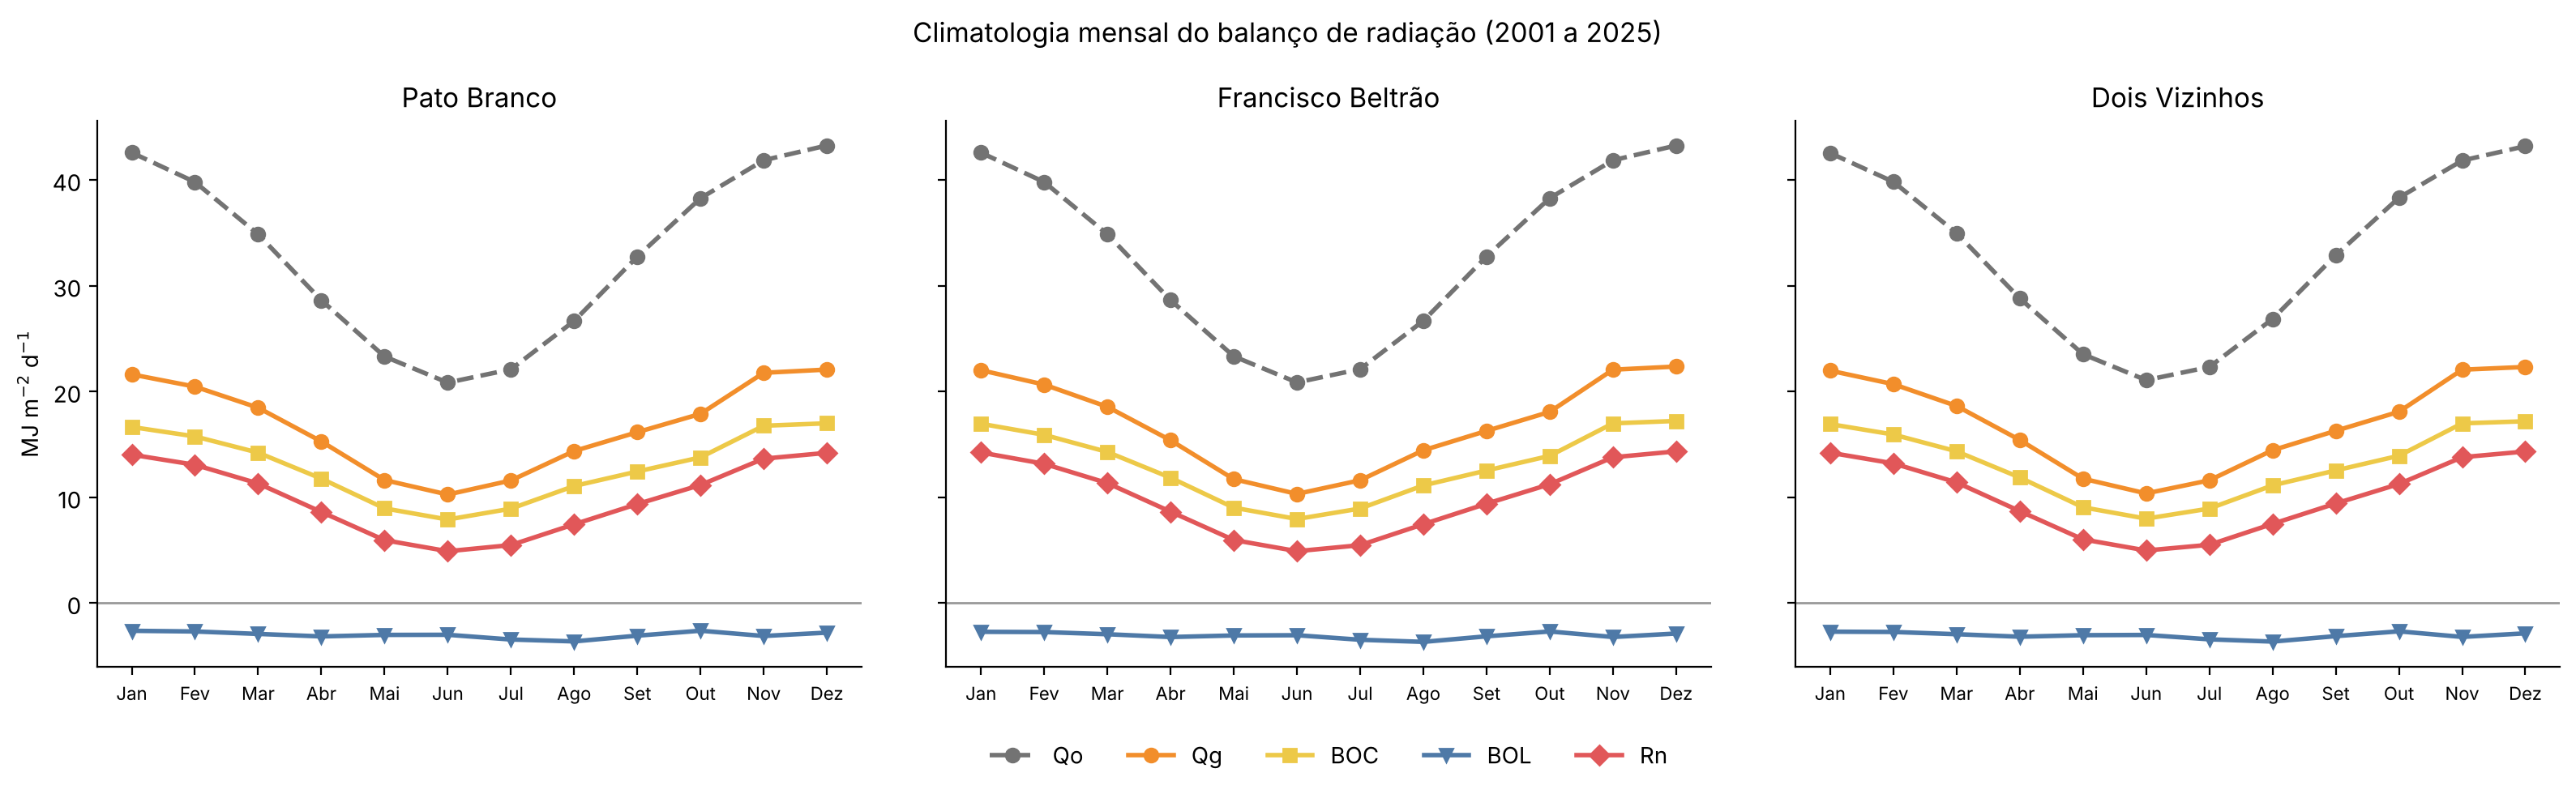 Climatologia mensal do balanço de radiação (2001 a 2025)
Pato Branco
Francisco Beltrão
Dois Vizinhos
MJ m⁻² d⁻¹
40
30
20
10
0
Jan Fev Mar Abr Mai Jun Jul Ago Set Out Nov Dez
Jan Fev Mar Abr Mai Jun Jul Ago Set Out Nov Dez
Jan Fev Mar Abr Mai Jun Jul Ago Set Out Nov Dez
Qo Qg BOC BOL Rn